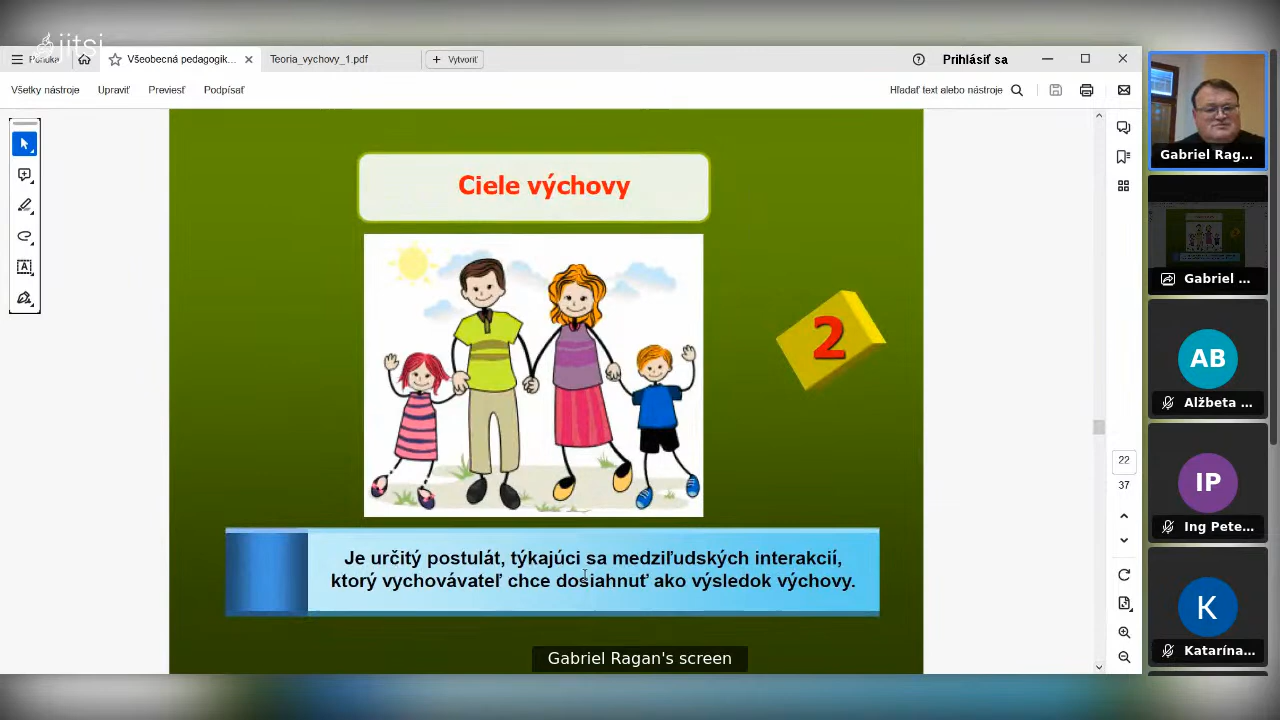 jitsi
Ponuka
Všeobecná pedagogik...
Teoria_vychovy_1.pdf
Vytvoriť
Prihlásiť sa
Všetky nástroje
Upraviť
Previesť
Podpísať
Hľadať text alebo nástroje
Ciele výchovy
2
Je určitý postulát, týkajúci sa medziľudských interakcií,
ktorý vychovávateľ chce dosiahnuť ako výsledok výchovy.
22
37
Gabriel Ragan's screen
Gabriel Rag...
Gabriel ...
AB
Alžbeta ...
IP
Ing Pete...
K
Katarína...